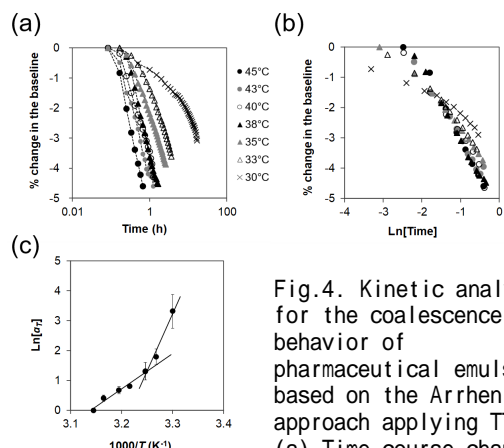 (a)
0
-1
-2
-3
-4
-5
% change in the baseline
0.01
1
100
Time (h)
45°C
43°C
40°C
38°C
35°C
33°C
30°C
(b)
0
-1
-2
-3
-4
-5
% change in the baseline
-4
-3
-2
-1
0
Ln[Time]
(c)
5
4
3
2
1
0
Ln[aT]
3.1
3.2
3.3
3.4
1000/T (K-1)
Fig.4. Kinetic anal
for the coalescence
behavior of
pharmaceutical emuls
based on the Arrhen
approach applying T
(a) Time course cha